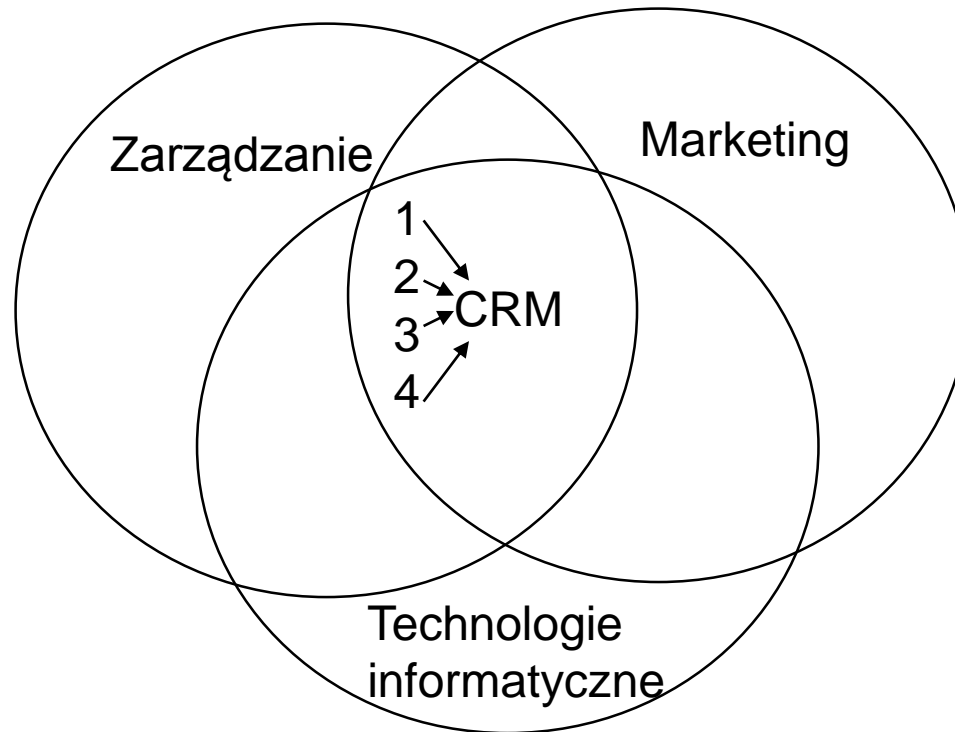 Zarządzanie
Marketing
1
2
CRM
3
4
Technologie
informatyczne